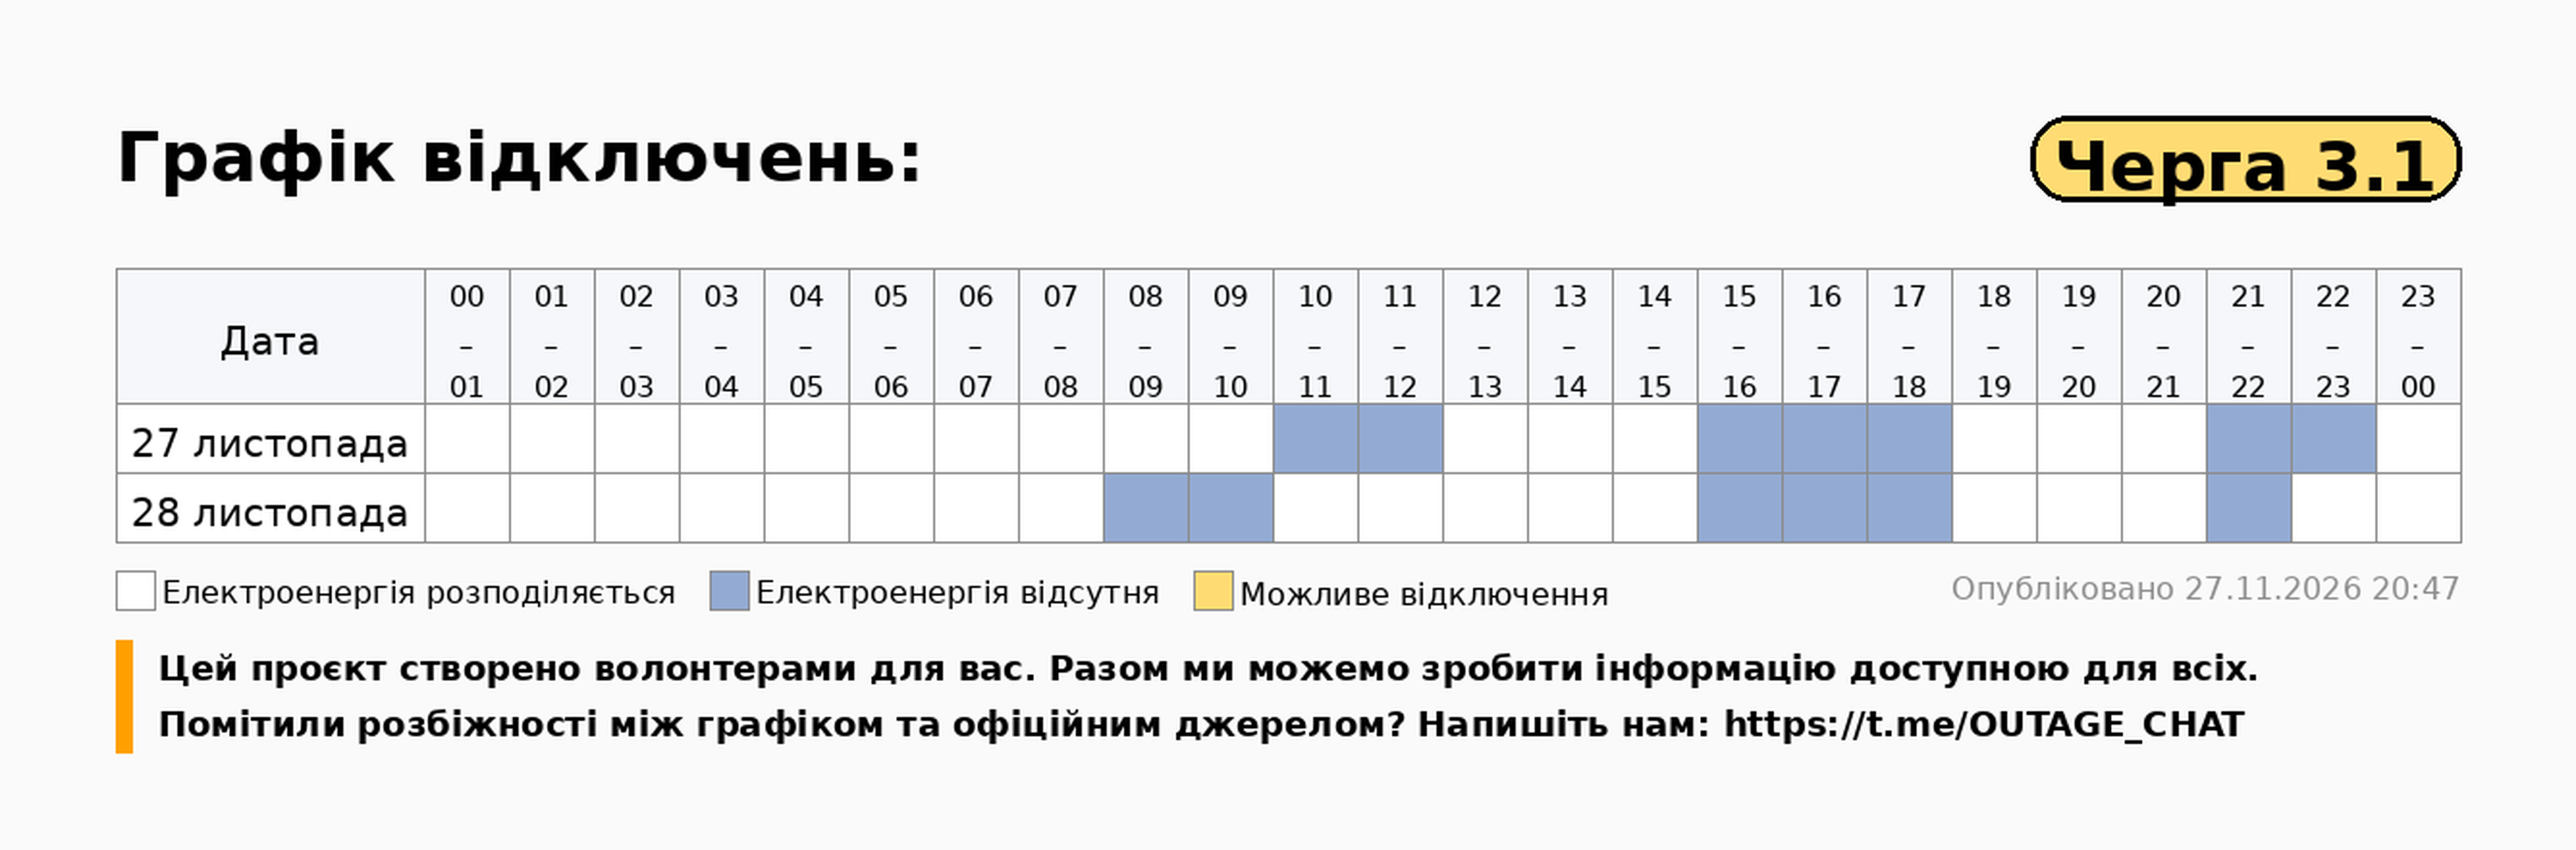 Графік відключень:
Черга 3.1
Дата 00–01 01–02 02–03 03–04 04–05 05–06 06–07 07–08 08–09 09–10 10–11 11–12 12–13 13–14 14–15 15–16 16–17 17–18 18–19 19–20 20–21 21–22 22–23 23–00
27 листопада
28 листопада
Електроенергія розподіляється Електроенергія відсутня Можливе відключення Опубліковано 27.11.2026 20:47
Цей проєкт створено волонтерами для вас. Разом ми можемо зробити інформацію доступною для всіх.
Помітили розбіжності між графіком та офіційним джерелом? Напишіть нам: https://t.me/OUTAGE_CHAT